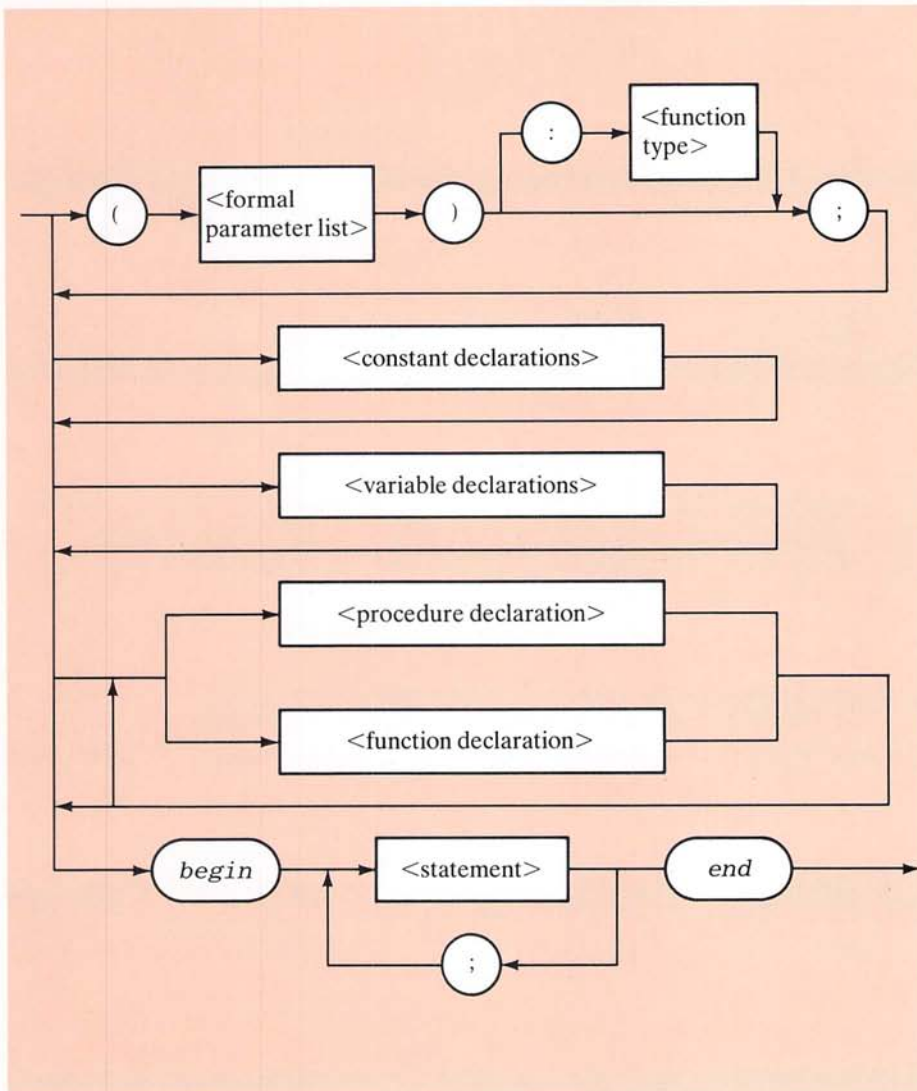 :
<function
type>
(
<formal
parameter list>
)
;
<constant declarations>
<variable declarations>
<procedure declaration>
<function declaration>
begin
<statement>
end
;